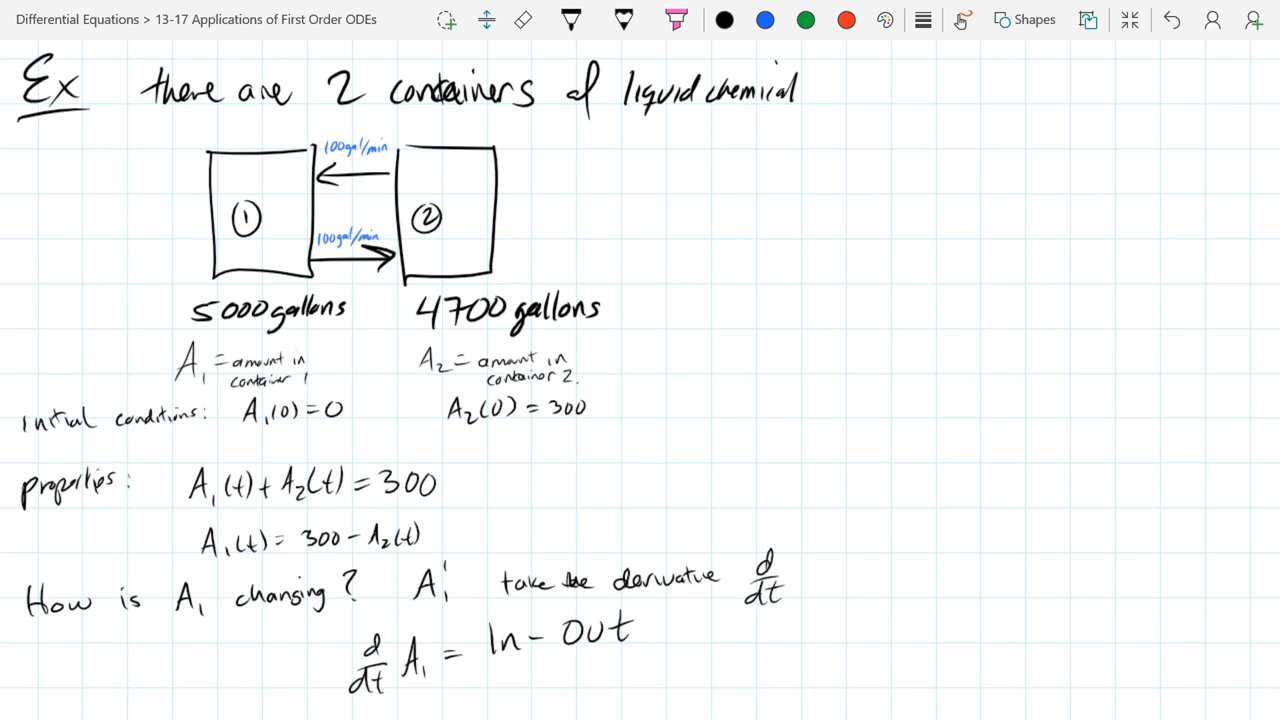 Differential Equations > 13-17 Applications of First Order ODEs
Shapes
Ex there are 2 containers of liquid chemical
100gal/min
① ②
100gal/min
5000 gallons 4700 gallons
A₁ = amount in container 1
A₂ = amount in container 2.
Initial conditions: A₁(0) = 0 A₂(0) = 300
properties: A₁(t) + A₂(t) = 300
A₁(t) = 300 - A₂(t)
How is A₁ changing? A₁' take the derivative d/dt
d/dt A₁ = In - Out